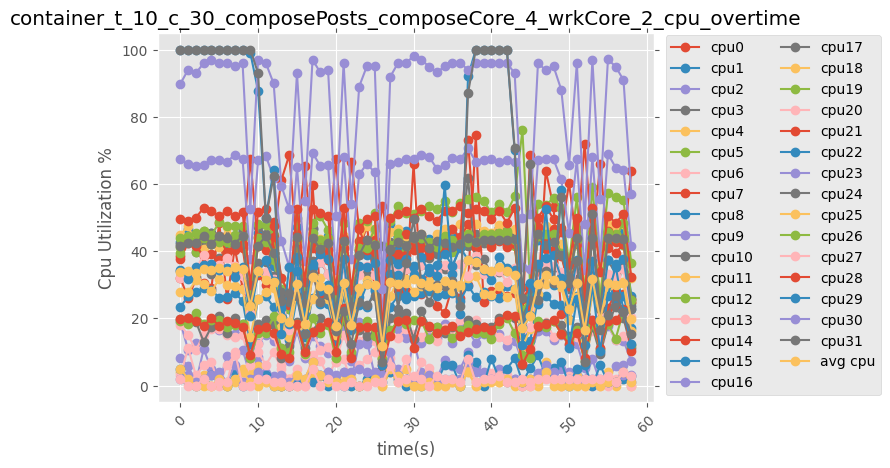 container_t_10_c_30_composePosts_composeCore_4_wrkCore_2_cpu_overtime
Cpu Utilization %
100
80
60
40
20
0
0 10 20 30 40 50 60
time(s)
cpu0
cpu1
cpu2
cpu3
cpu4
cpu5
cpu6
cpu7
cpu8
cpu9
cpu10
cpu11
cpu12
cpu13
cpu14
cpu15
cpu16
cpu17
cpu18
cpu19
cpu20
cpu21
cpu22
cpu23
cpu24
cpu25
cpu26
cpu27
cpu28
cpu29
cpu30
cpu31
avg cpu